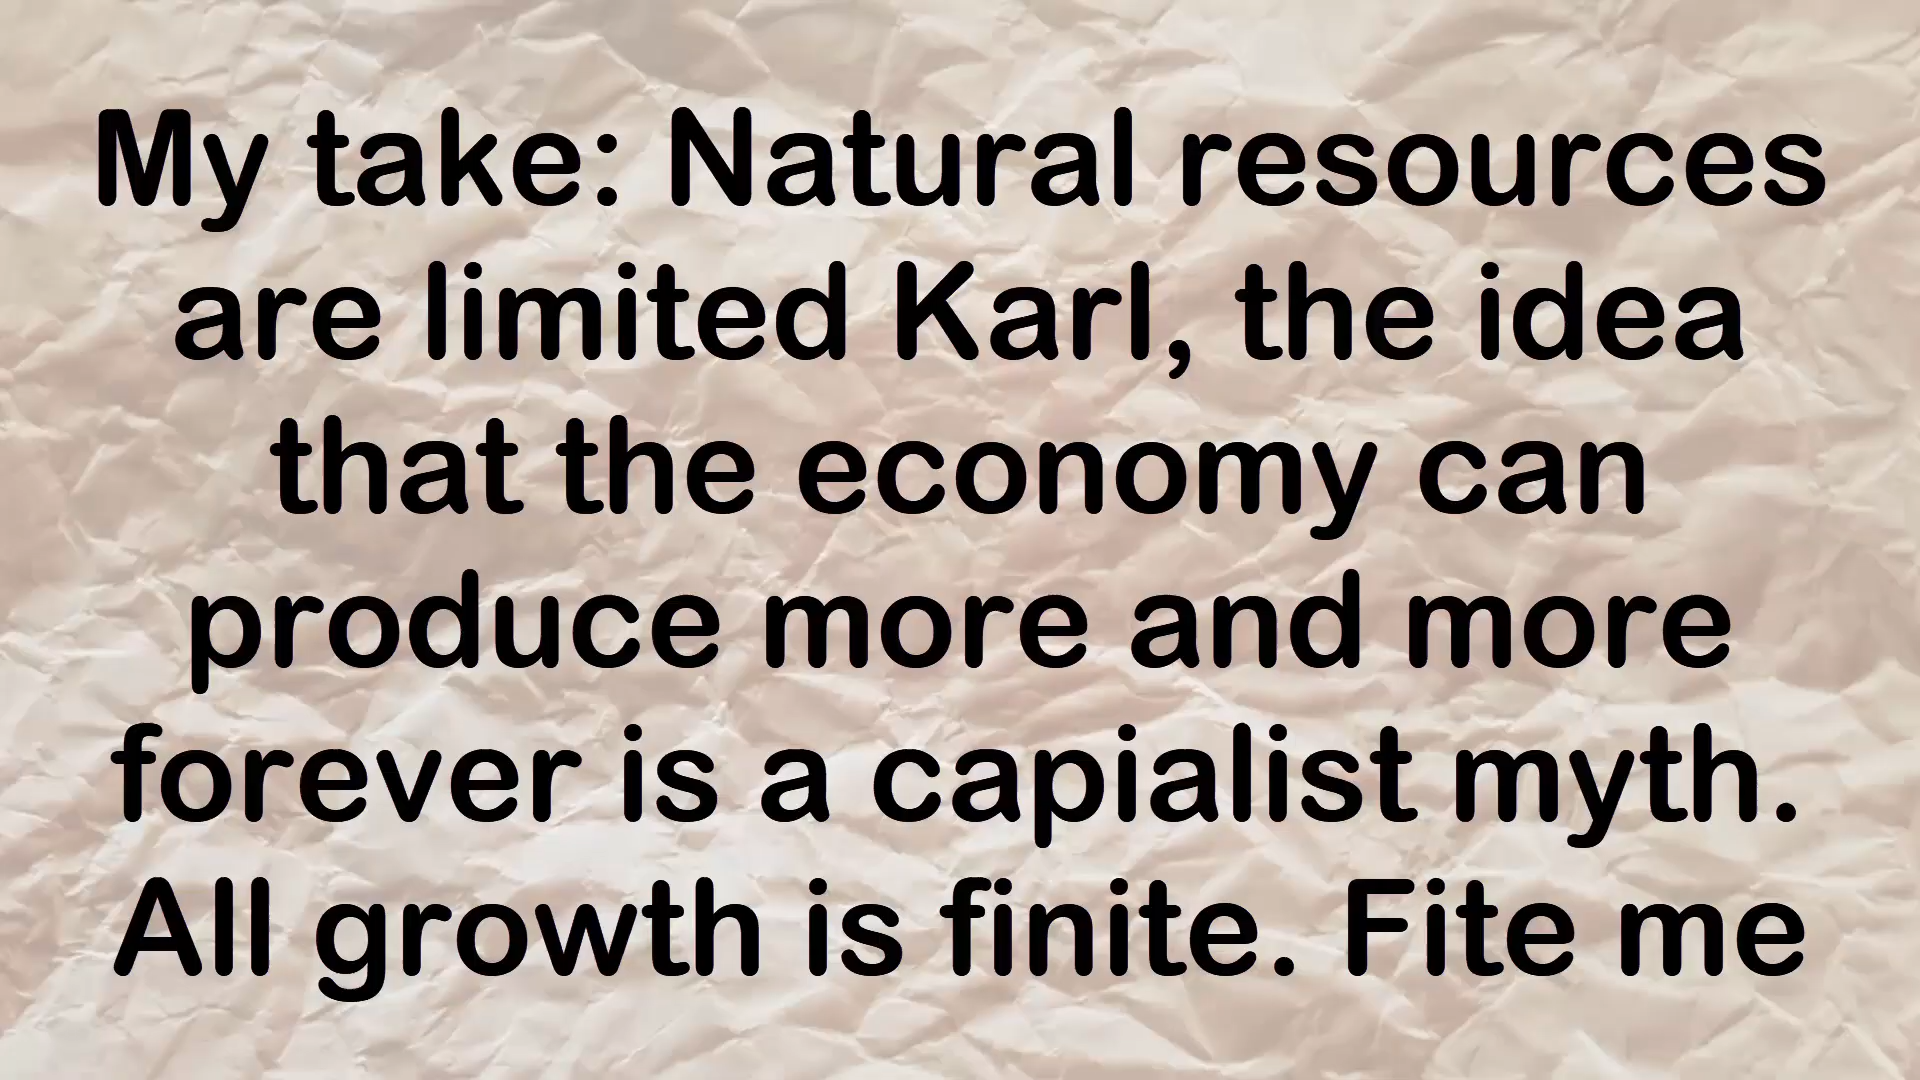 My take: Natural resources
are limited Karl, the idea
that the economy can
produce more and more
forever is a capialist myth.
All growth is finite. Fite me